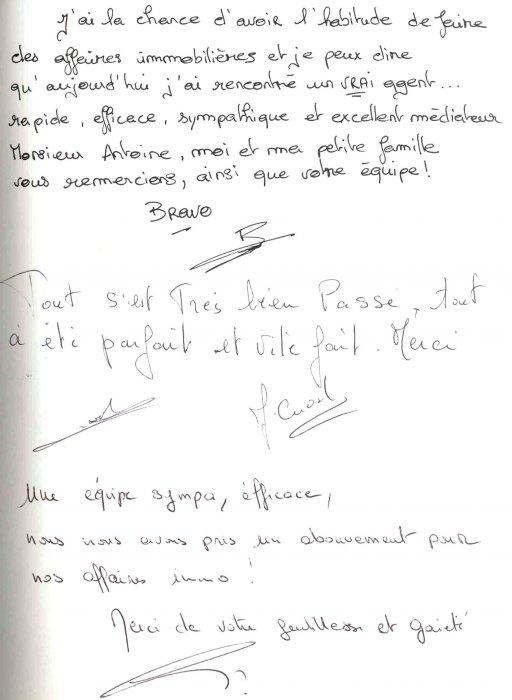 J'ai la chance d'avoir l'habitude de faire
des affaires immobilières et je peux dire
qu'aujourd'hui j'ai rencontré un VRAI agent...
rapide, efficace, sympathique et excellent médiateur
Monsieur Antoine, moi et ma petite famille
vous remercions, ainsi que votre équipe!
BRAVO
Tout s'est Très bien Passé, tout
à été parfait et vite fait. Merci
Une équipe sympa, éfficace,
nous nous avons pris un abonnement pour
nos affaires immo!
Merci de votre gentillesse et gaieté